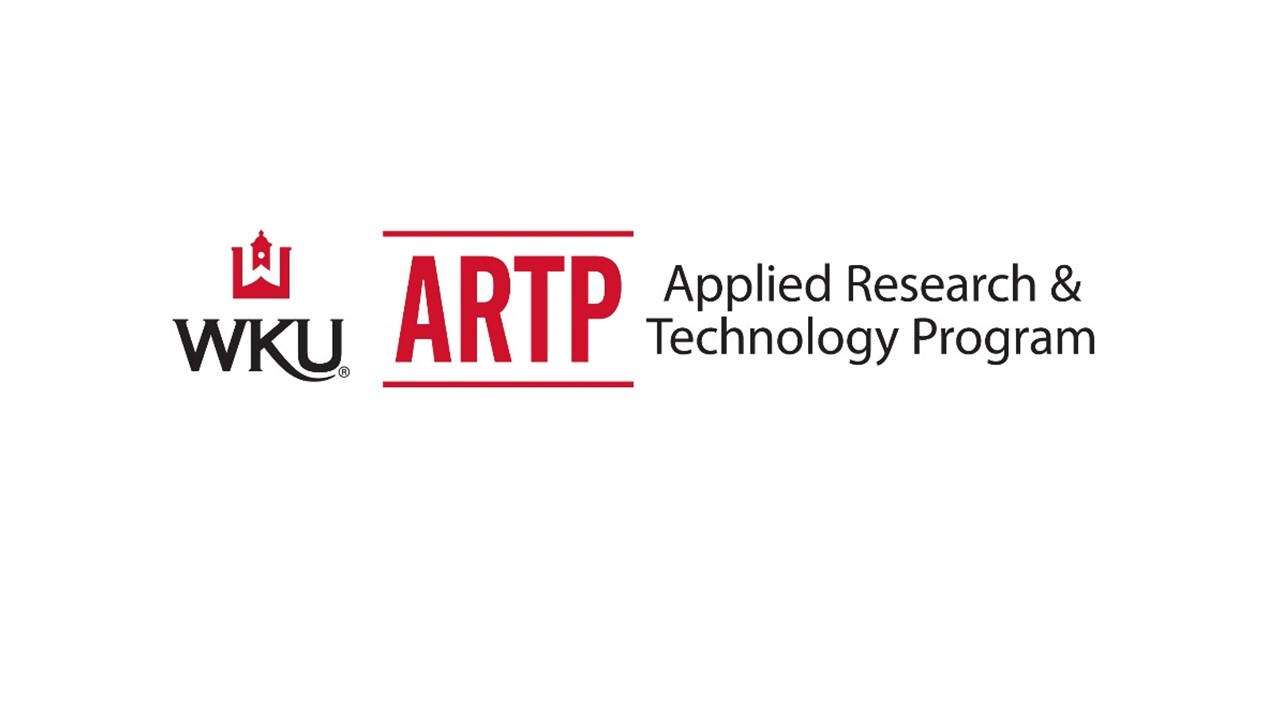 WKU®
ARTP
Applied Research &
Technology Program